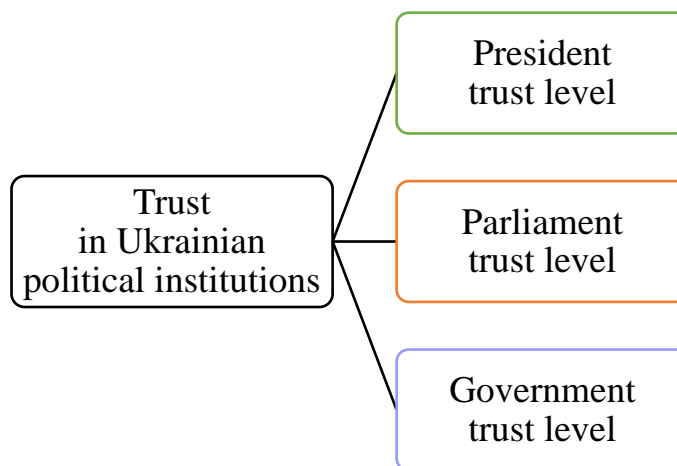 Trust
in Ukrainian
political institutions
President
trust level
Parliament
trust level
Government
trust level